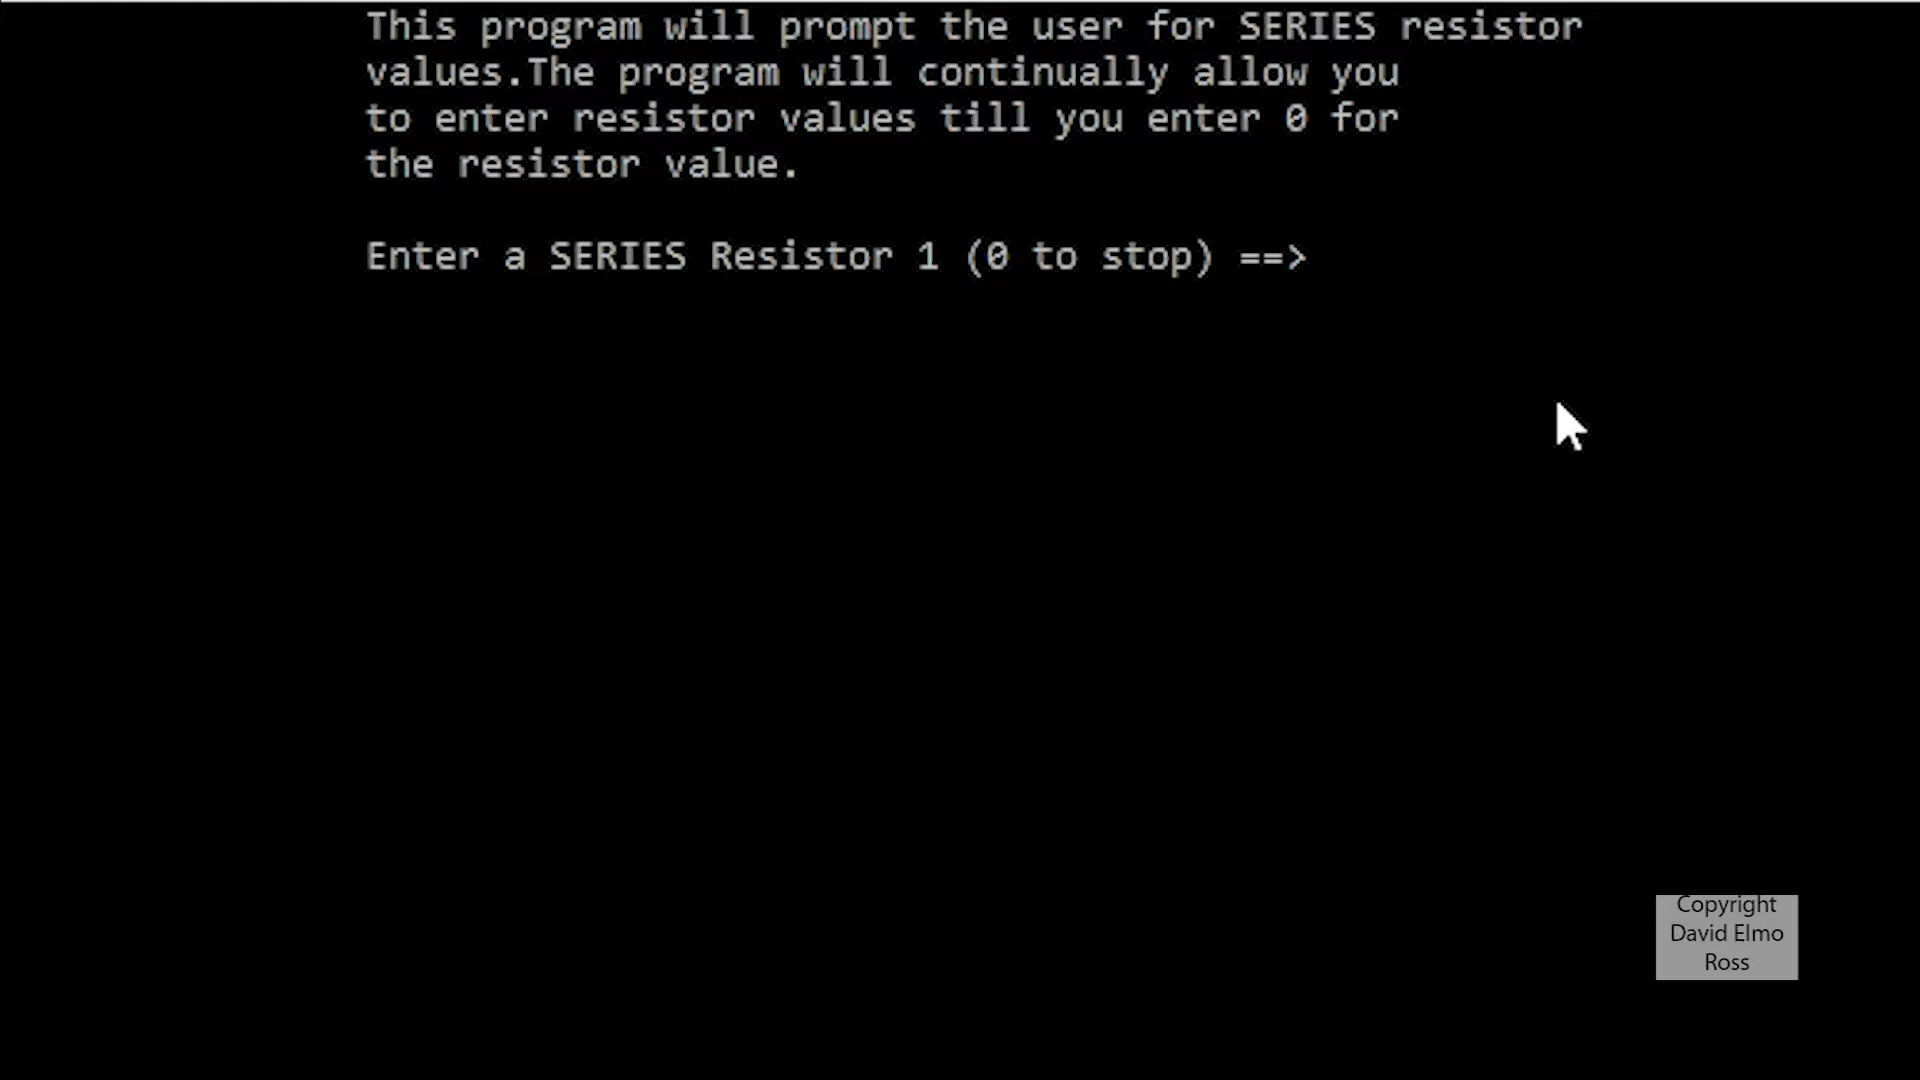 This program will prompt the user for SERIES resistor
values.The program will continually allow you
to enter resistor values till you enter 0 for
the resistor value.
Enter a SERIES Resistor 1 (0 to stop) ==>
Copyright
David Elmo
Ross